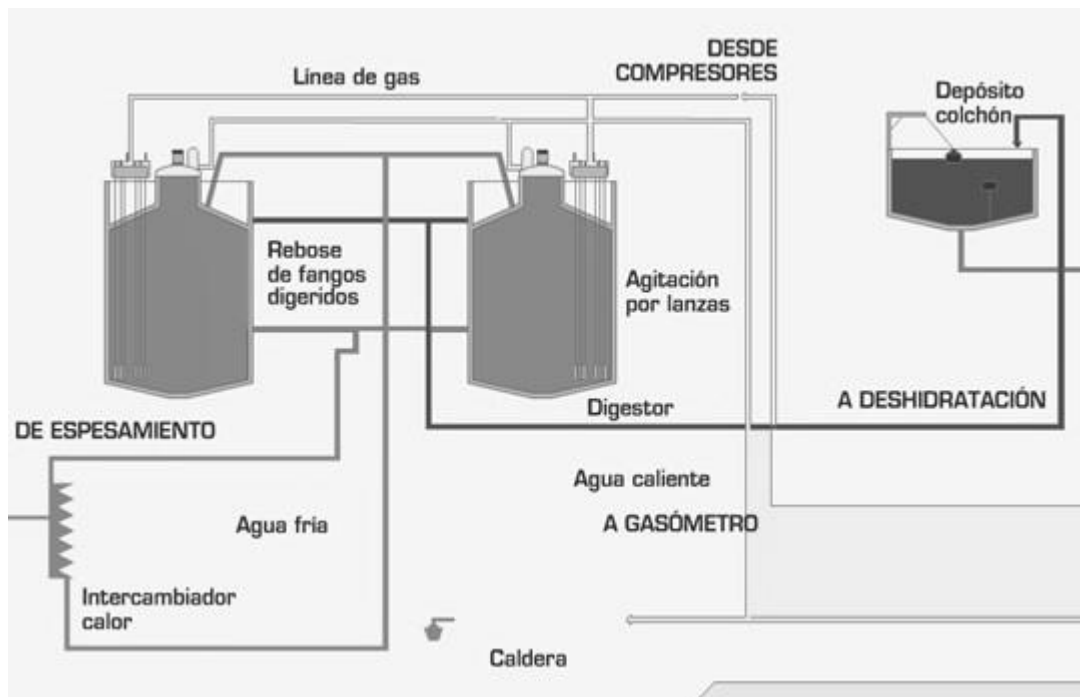 DESDE
COMPRESORES
Línea de gas
Depósito
colchón
Rebose
de fangos
digeridos
Agitación
por lanzas
Digestor
A DESHIDRATACIÓN
DE ESPESAMIENTO
Agua caliente
Agua fria
A GASÓMETRO
Intercambiador
calor
Caldera